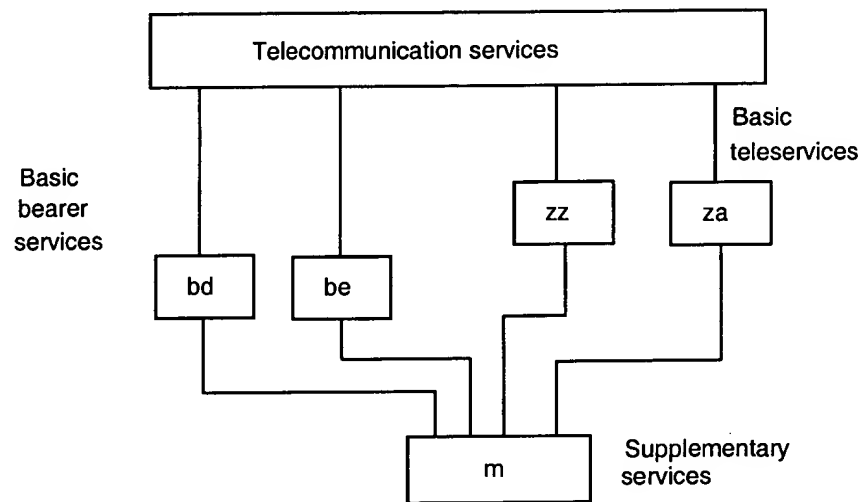 Telecommunication services
Basic
teleservices
Basic
bearer
services
zz
za
bd
be
m
Supplementary
services